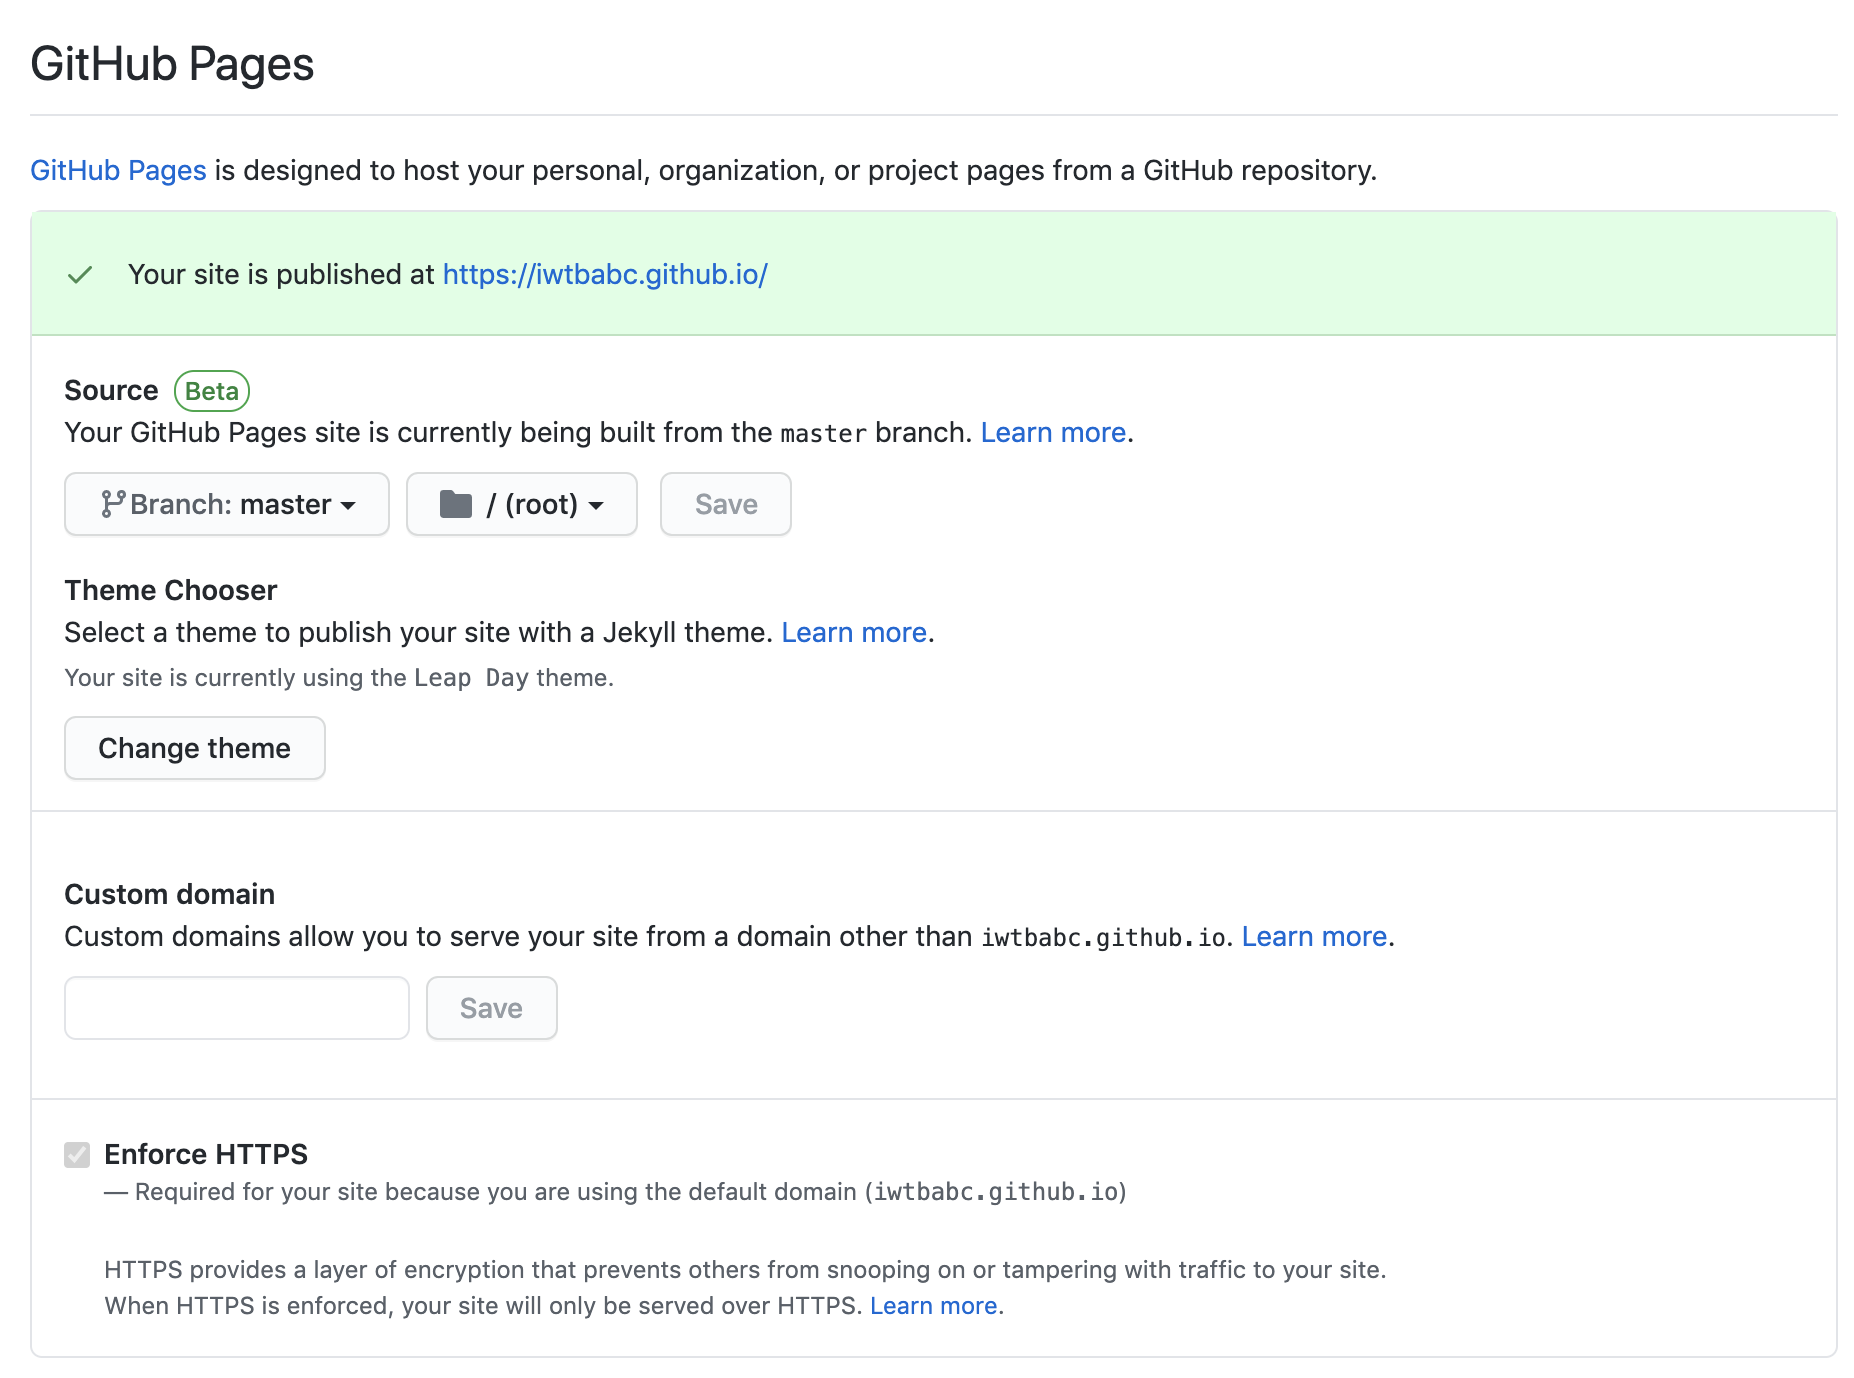 GitHub Pages
GitHub Pages is designed to host your personal, organization, or project pages from a GitHub repository.
Your site is published at https://iwtbabc.github.io/
Source Beta
Your GitHub Pages site is currently being built from the master branch. Learn more.
Branch: master / (root) Save
Theme Chooser
Select a theme to publish your site with a Jekyll theme. Learn more.
Your site is currently using the Leap Day theme.
Change theme
Custom domain
Custom domains allow you to serve your site from a domain other than iwtbabc.github.io. Learn more.
Save
Enforce HTTPS
— Required for your site because you are using the default domain (iwtbabc.github.io)
HTTPS provides a layer of encryption that prevents others from snooping on or tampering with traffic to your site.
When HTTPS is enforced, your site will only be served over HTTPS. Learn more.